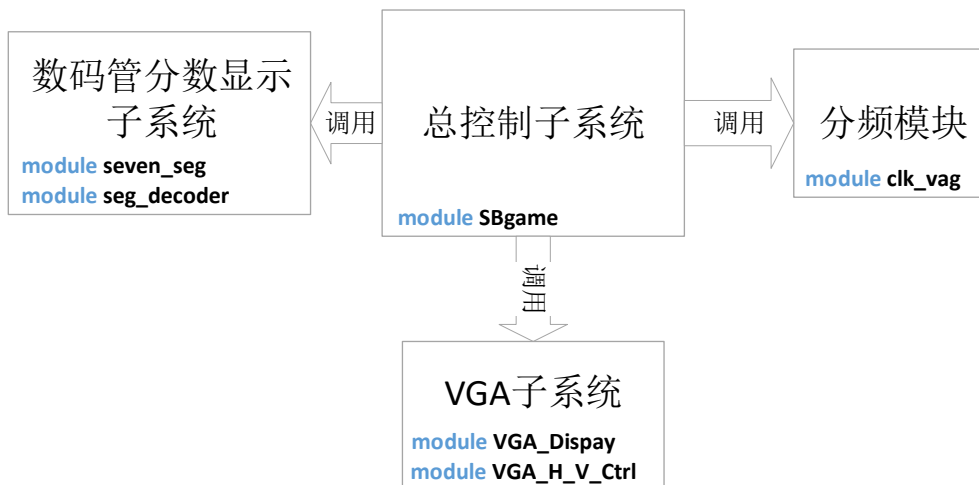 数码管分数显示
子系统
module seven_seg
module seg_decoder
调用
总控制子系统
module SBgame
调用
分频模块
module clk_vag
调用
VGA子系统
module VGA_Dispay
module VGA_H_V_Ctrl